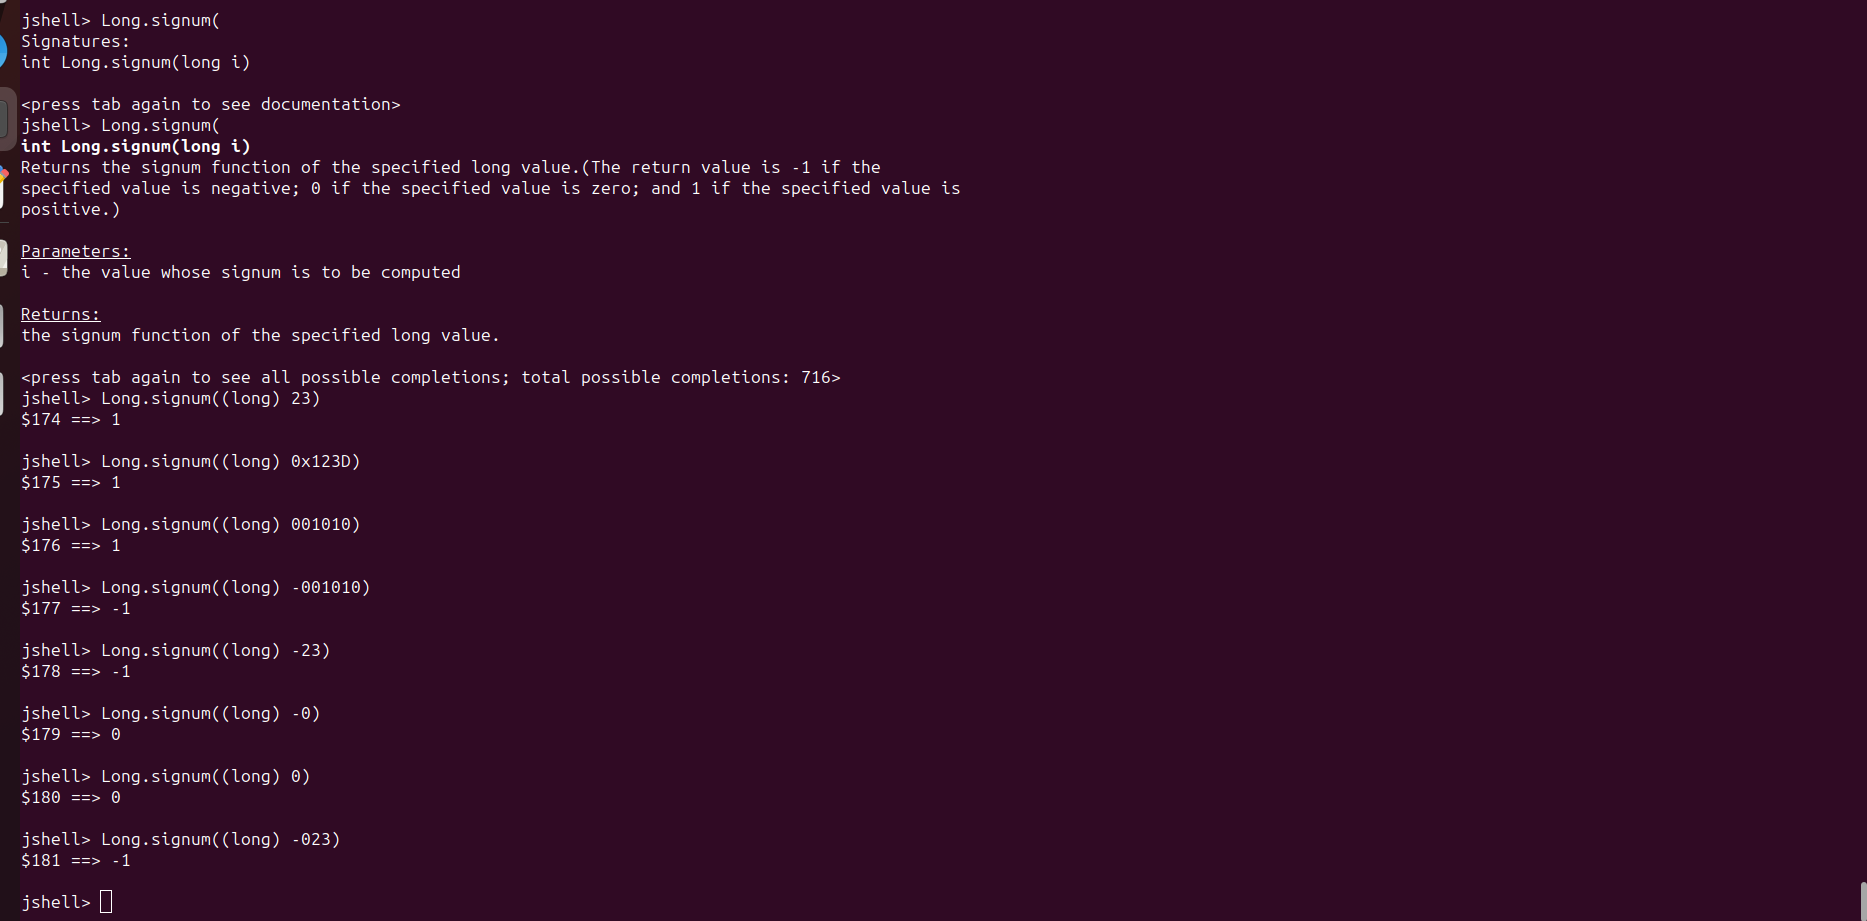 jshell> Long.signum(
Signatures:
int Long.signum(long i)
<press tab again to see documentation>
jshell> Long.signum(
int Long.signum(long i)
Returns the signum function of the specified long value.(The return value is -1 if the
specified value is negative; 0 if the specified value is zero; and 1 if the specified value is
positive.)
Parameters:
i - the value whose signum is to be computed
Returns:
the signum function of the specified long value.
<press tab again to see all possible completions; total possible completions: 716>
jshell> Long.signum((long) 23)
$174 ==> 1
jshell> Long.signum((long) 0x123D)
$175 ==> 1
jshell> Long.signum((long) 001010)
$176 ==> 1
jshell> Long.signum((long) -001010)
$177 ==> -1
jshell> Long.signum((long) -23)
$178 ==> -1
jshell> Long.signum((long) -0)
$179 ==> 0
jshell> Long.signum((long) 0)
$180 ==> 0
jshell> Long.signum((long) -023)
$181 ==> -1
jshell>